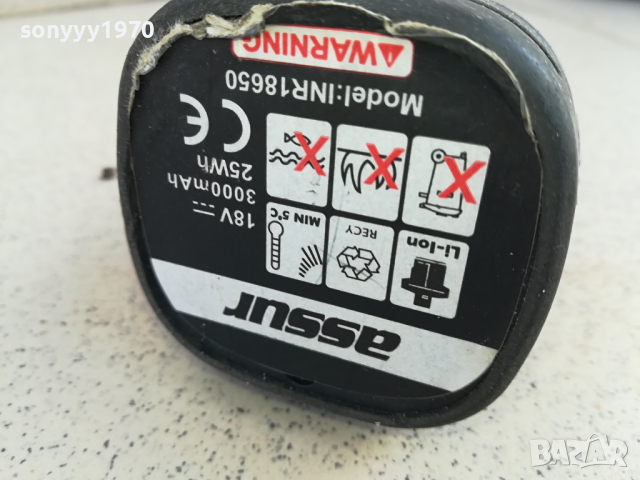 sonyyy1970
assur
Li-Ion
RECY
MIN 5°C
18V
3000mAh
25Wh
CE
Model:INR18650
WARNING
BAZAR